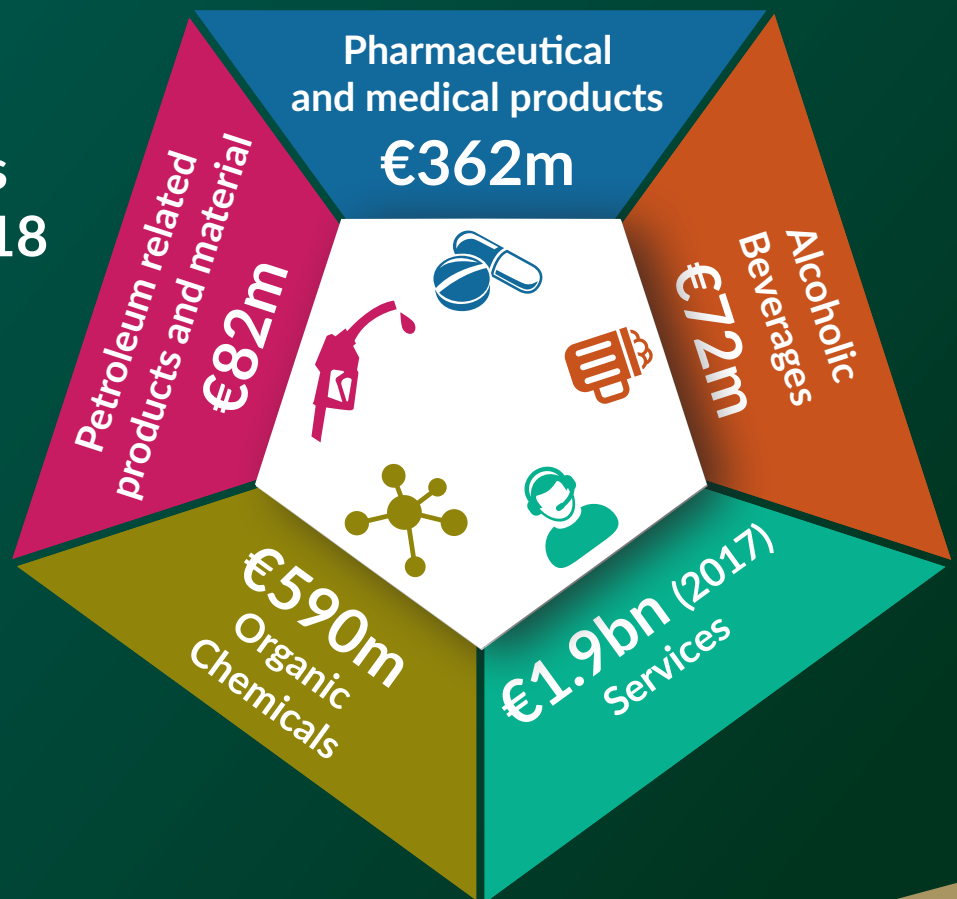 18
Pharmaceutical
and medical products
€362m
Alcoholic
Beverages
€72m
€1.9bn (2017)
Services
€590m
Organic
Chemicals
Petroleum related
products and material
€82m